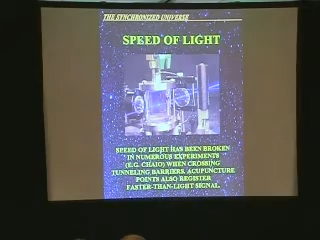 THE SYNCHRONIZED UNIVERSE
SPEED OF LIGHT
SPEED OF LIGHT HAS BEEN BROKEN
IN NUMEROUS EXPERIMENTS
(E.G. CHAIO) WHEN CROSSING
TUNNELING BARRIERS. ACUPUNCTURE
POINTS ALSO REGISTER
FASTER-THAN-LIGHT SIGNAL.